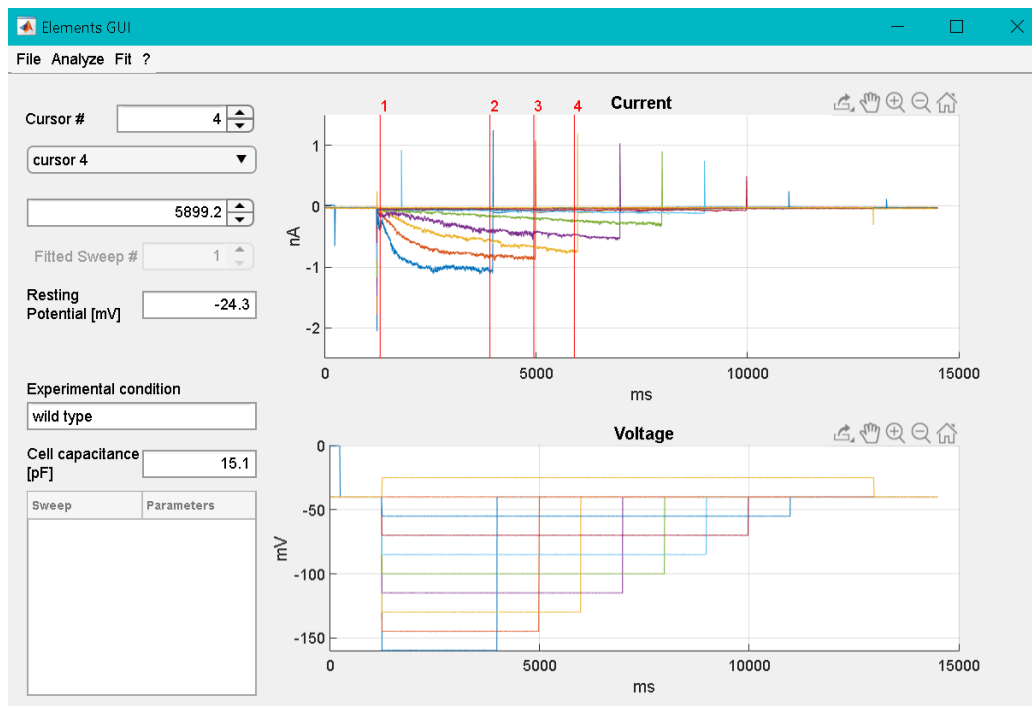 Elements GUI
File Analyze Fit ?
Cursor # 4
cursor 4
5899.2
Fitted Sweep # 1
Resting
Potential [mV] -24.3
Experimental condition
wild type
Cell capacitance
[pF] 15.1
Sweep Parameters
Current
1 2 3 4
1
0
-1
-2
nA
0 5000 10000 15000
ms
Voltage
0
-50
-100
-150
mV
0 5000 10000 15000
ms